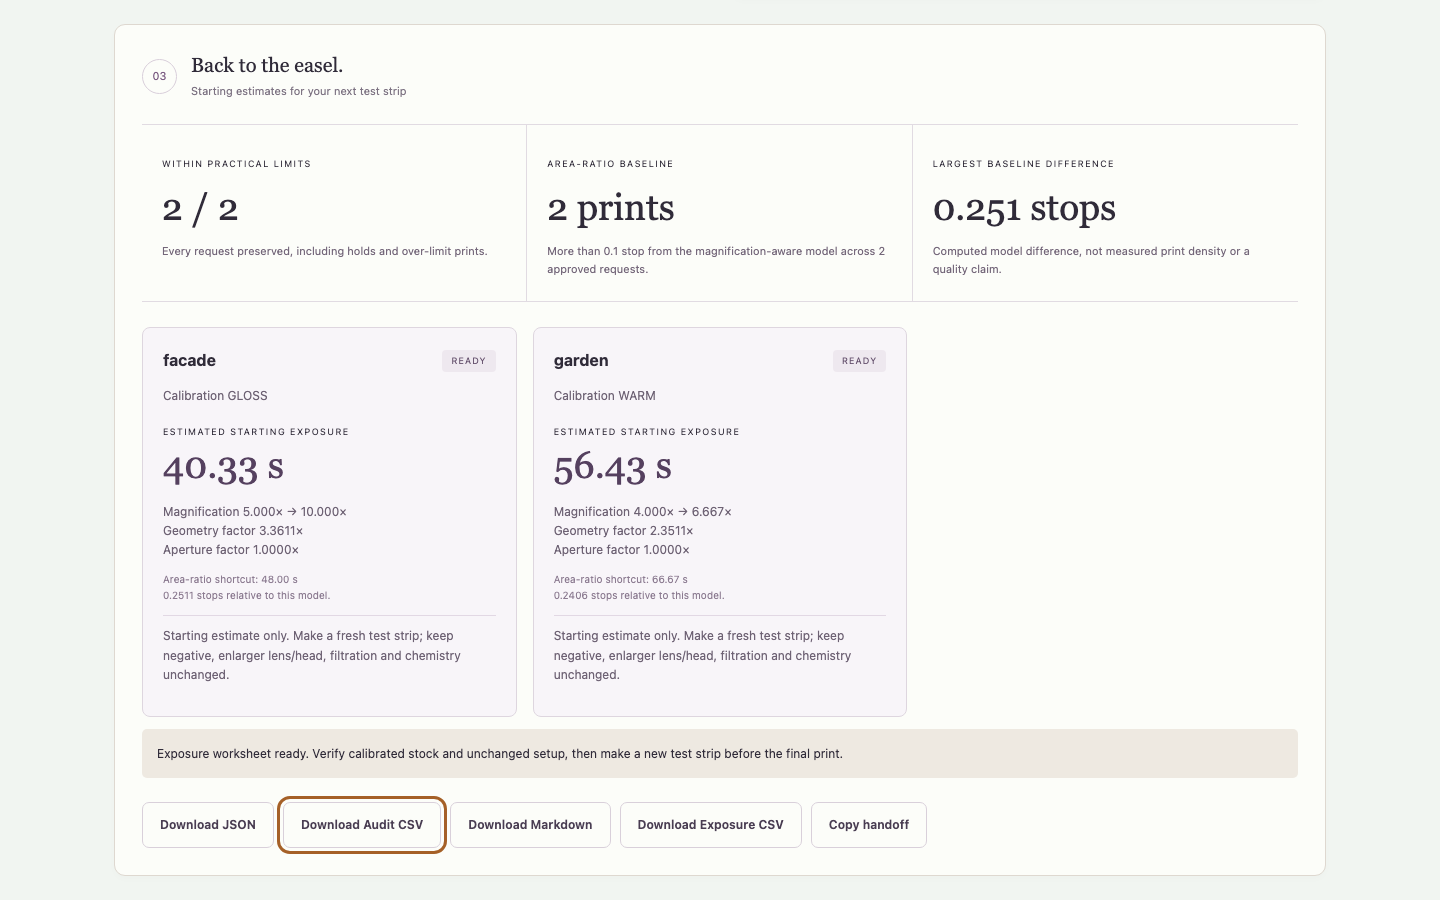 03
Back to the easel.
Starting estimates for your next test strip
WITHIN PRACTICAL LIMITS
2 / 2
Every request preserved, including holds and over-limit prints.
AREA-RATIO BASELINE
2 prints
More than 0.1 stop from the magnification-aware model across 2
approved requests.
LARGEST BASELINE DIFFERENCE
0.251 stops
Computed model difference, not measured print density or a
quality claim.
facade
READY
Calibration GLOSS
ESTIMATED STARTING EXPOSURE
40.33 s
Magnification 5.000× → 10.000×
Geometry factor 3.3611×
Aperture factor 1.0000×
Area-ratio shortcut: 48.00 s
0.2511 stops relative to this model.
Starting estimate only. Make a fresh test strip; keep
negative, enlarger lens/head, filtration and chemistry
unchanged.
garden
READY
Calibration WARM
ESTIMATED STARTING EXPOSURE
56.43 s
Magnification 4.000× → 6.667×
Geometry factor 2.3511×
Aperture factor 1.0000×
Area-ratio shortcut: 66.67 s
0.2406 stops relative to this model.
Starting estimate only. Make a fresh test strip; keep
negative, enlarger lens/head, filtration and chemistry
unchanged.
Exposure worksheet ready. Verify calibrated stock and unchanged setup, then make a new test strip before the final print.
Download JSON
Download Audit CSV
Download Markdown
Download Exposure CSV
Copy handoff